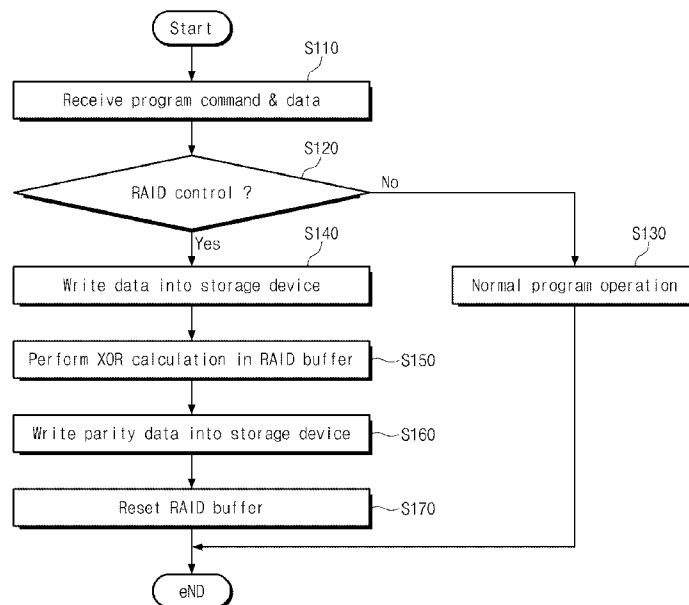 Start
S110
Receive program command & data
S120
RAID control ?
No
Yes
S140
S130
Write data into storage device
Normal program operation
Perform XOR calculation in RAID buffer
S150
Write parity data into storage device
S160
Reset RAID buffer
S170
eND